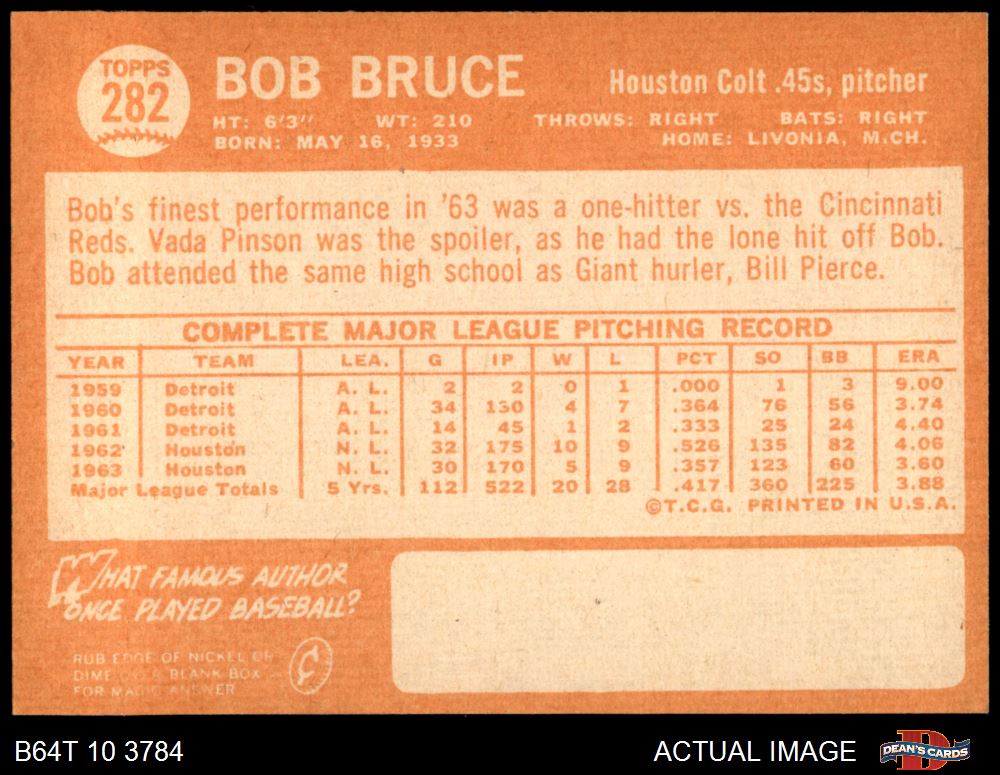 TOPPS
282
BOB BRUCE
Houston Colt .45s, pitcher
HT: 6'3" WT: 210 THROWS: RIGHT BATS: RIGHT
BORN: MAY 16, 1933 HOME: LIVONIA, M.CH.
Bob's finest performance in '63 was a one-hitter vs. the Cincinnati
Reds. Vada Pinson was the spoiler, as he had the lone hit off Bob.
Bob attended the same high school as Giant hurler, Bill Pierce.
COMPLETE MAJOR LEAGUE PITCHING RECORD
YEAR TEAM LEA. G IP W L PCT SO BB ERA
1959 Detroit A. L. 2 2 0 1 .000 1 3 9.00
1960 Detroit A. L. 34 130 4 7 .364 76 56 3.74
1961 Detroit A. L. 14 45 1 2 .333 25 24 4.40
1962 Houston N. L. 32 175 10 9 .526 135 82 4.06
1963 Houston N. L. 30 170 5 9 .357 123 60 3.60
Major League Totals 5 Yrs. 112 522 20 28 .417 360 225 3.88
©T.C.G. PRINTED IN U.S.A.
WHAT FAMOUS AUTHOR
ONCE PLAYED BASEBALL?
RUB EDGE OF NICKEL OR
DIME OVER BLANK BOX
FOR MAGIC ANSWER
B64T 10 3784 ACTUAL IMAGE DEAN'S CARDS